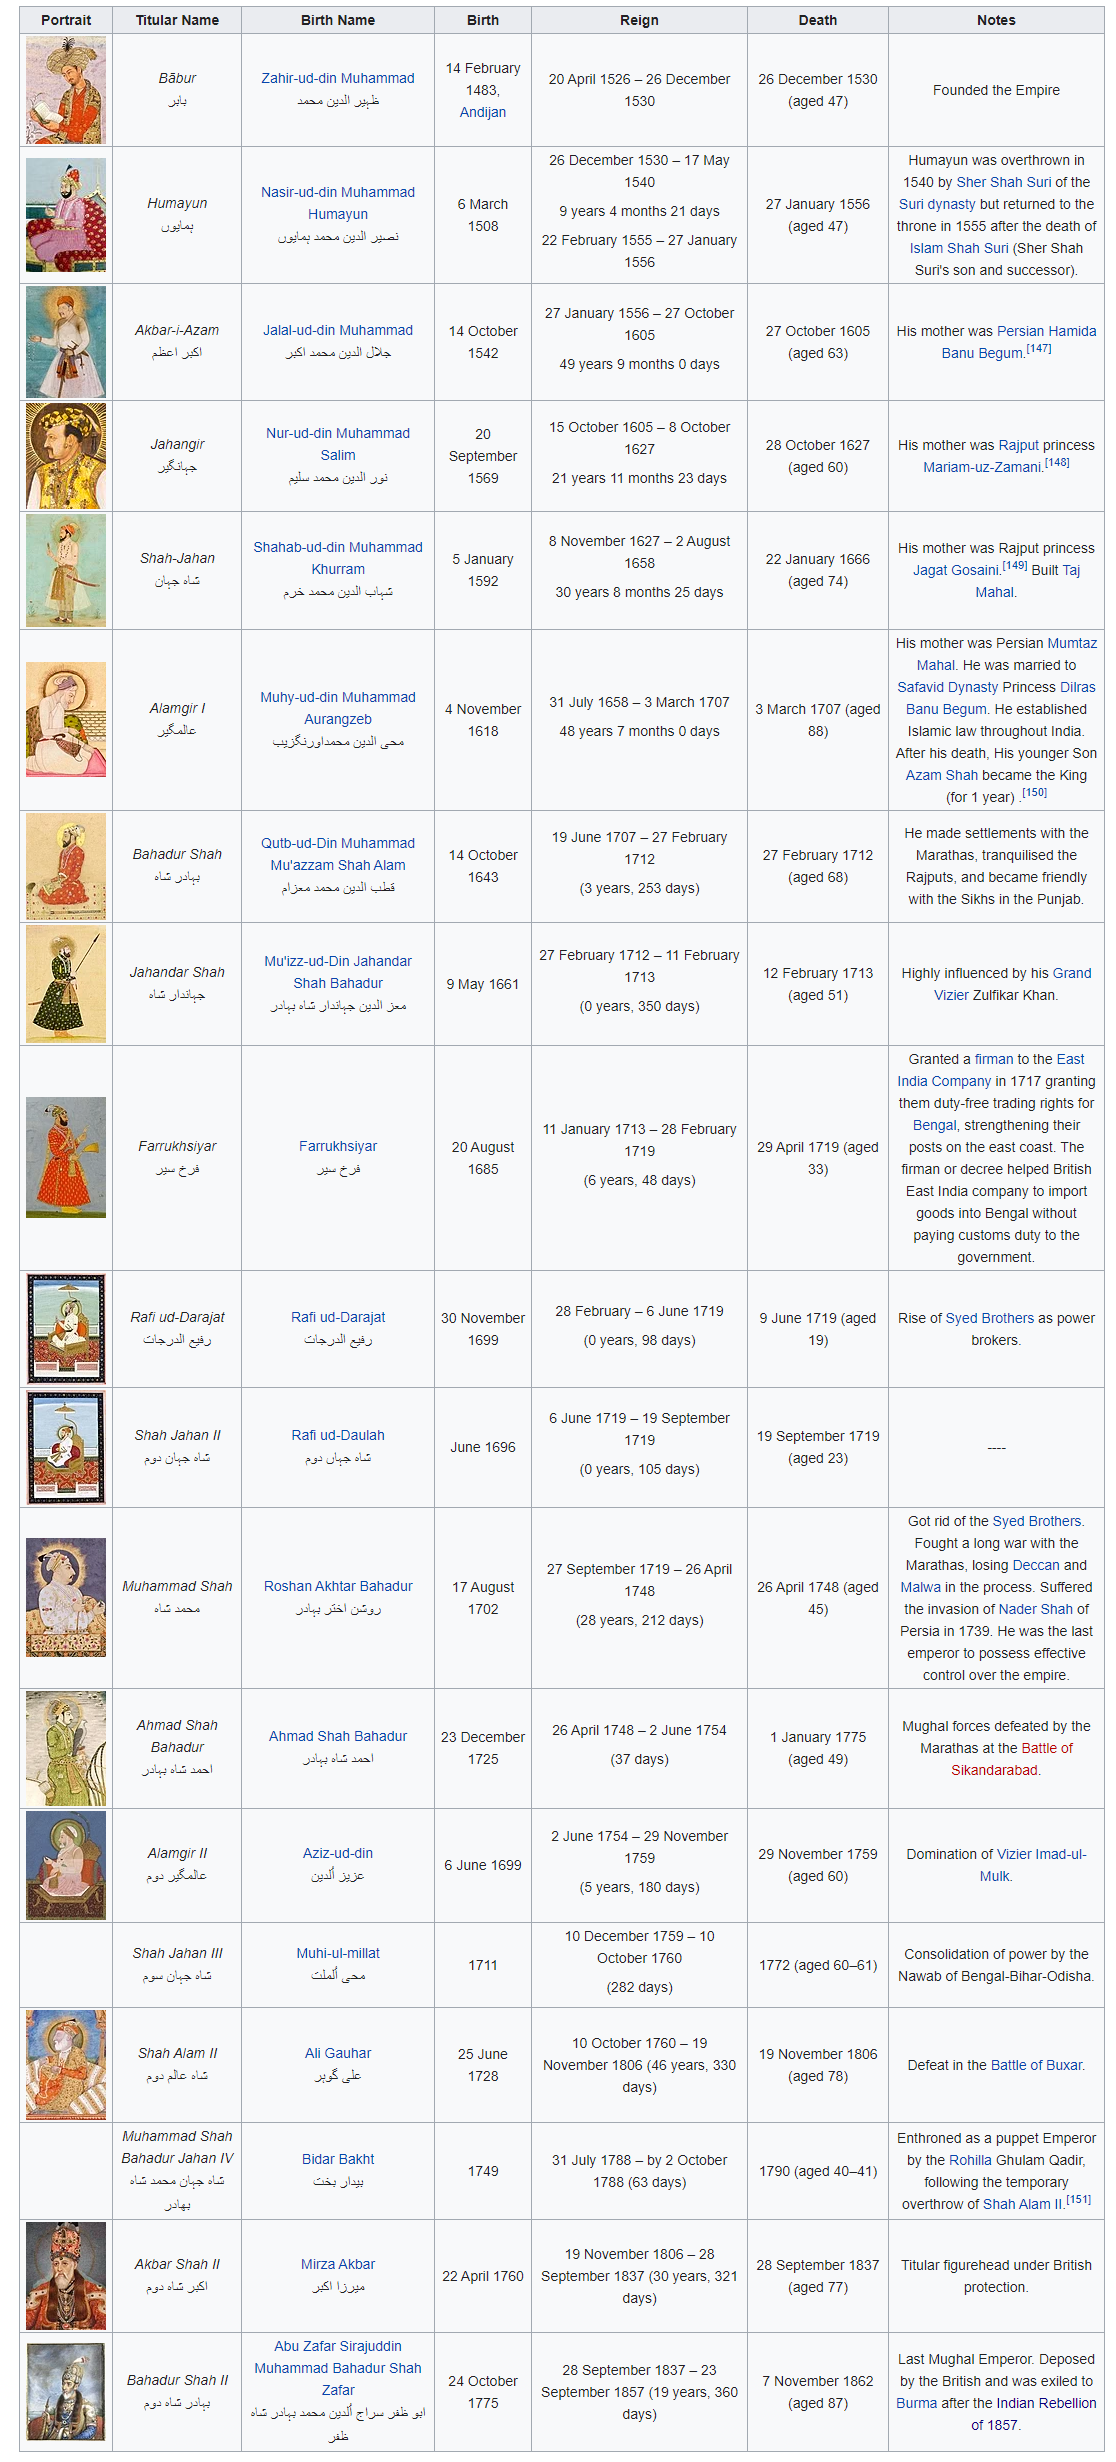 Portrait Titular Name Birth Name Birth Reign Death Notes
Bābur
بابر
Zahir-ud-din Muhammad
ظہیر الدین محمد
14 February
1483,
Andijan
20 April 1526 – 26 December
1530
26 December 1530
(aged 47)
Founded the Empire
Humayun
ہمایوں
Nasir-ud-din Muhammad
Humayun
نصیر الدین محمد ہمایوں
6 March
1508
26 December 1530 – 17 May
1540
9 years 4 months 21 days
22 February 1555 – 27 January
1556
27 January 1556
(aged 47)
Humayun was overthrown in
1540 by Sher Shah Suri of the
Suri dynasty but returned to the
throne in 1555 after the death of
Islam Shah Suri (Sher Shah
Suri's son and successor).
Akbar-i-Azam
اکبر اعظم
Jalal-ud-din Muhammad
جلال الدین محمد اکبر
14 October
1542
27 January 1556 – 27 October
1605
49 years 9 months 0 days
27 October 1605
(aged 63)
His mother was Persian Hamida
Banu Begum.[147]
Jahangir
جہانگیر
Nur-ud-din Muhammad
Salim
نور الدین محمد سلیم
20
September
1569
15 October 1605 – 8 October
1627
21 years 11 months 23 days
28 October 1627
(aged 60)
His mother was Rajput princess
Mariam-uz-Zamani.[148]
Shah-Jahan
شاہ جہان
Shahab-ud-din Muhammad
Khurram
شہاب الدین محمد خرم
5 January
1592
8 November 1627 – 2 August
1658
30 years 8 months 25 days
22 January 1666
(aged 74)
His mother was Rajput princess
Jagat Gosaini.[149] Built Taj
Mahal.
Alamgir I
عالمگیر
Muhy-ud-din Muhammad
Aurangzeb
محی الدین محمداورنگزیب
4 November
1618
31 July 1658 – 3 March 1707
48 years 7 months 0 days
3 March 1707 (aged
88)
His mother was Persian Mumtaz
Mahal. He was married to
Safavid Dynasty Princess Dilras
Banu Begum. He established
Islamic law throughout India.
After his death, His younger Son
Azam Shah became the King
(for 1 year) .[150]
Bahadur Shah
بہادر شاہ
Qutb-ud-Din Muhammad
Mu'azzam Shah Alam
قطب الدین محمد معزام
14 October
1643
19 June 1707 – 27 February
1712
(3 years, 253 days)
27 February 1712
(aged 68)
He made settlements with the
Marathas, tranquilised the
Rajputs, and became friendly
with the Sikhs in the Punjab.
Jahandar Shah
جہاندار شاہ
Mu'izz-ud-Din Jahandar
Shah Bahadur
معز الدین جہاندار شاہ بہادر
9 May 1661
27 February 1712 – 11 February
1713
(0 years, 350 days)
12 February 1713
(aged 51)
Highly influenced by his Grand
Vizier Zulfikar Khan.
Farrukhsiyar
فرخ سیر
Farrukhsiyar
فرخ سیر
20 August
1685
11 January 1713 – 28 February
1719
(6 years, 48 days)
29 April 1719 (aged
33)
Granted a firman to the East
India Company in 1717 granting
them duty-free trading rights for
Bengal, strengthening their
posts on the east coast. The
firman or decree helped British
East India company to import
goods into Bengal without
paying customs duty to the
government.
Rafi ud-Darajat
رفیع الدرجات
Rafi ud-Darajat
رفیع الدرجات
30 November
1699
28 February – 6 June 1719
(0 years, 98 days)
9 June 1719 (aged
19)
Rise of Syed Brothers as power
brokers.
Shah Jahan II
شاہ جہان دوم
Rafi ud-Daulah
شاہ جہاں دوم
June 1696
6 June 1719 – 19 September
1719
(0 years, 105 days)
19 September 1719
(aged 23)
----
Muhammad Shah
محمد شاہ
Roshan Akhtar Bahadur
روشن اختر بہادر
17 August
1702
27 September 1719 – 26 April
1748
(28 years, 212 days)
26 April 1748 (aged
45)
Got rid of the Syed Brothers.
Fought a long war with the
Marathas, losing Deccan and
Malwa in the process. Suffered
the invasion of Nader Shah of
Persia in 1739. He was the last
emperor to possess effective
control over the empire.
Ahmad Shah
Bahadur
احمد شاہ بہادر
Ahmad Shah Bahadur
احمد شاہ بہادر
23 December
1725
26 April 1748 – 2 June 1754
(37 days)
1 January 1775
(aged 49)
Mughal forces defeated by the
Marathas at the Battle of
Sikandarabad.
Alamgir II
عالمگیر دوم
Aziz-ud-din
عزیز اُلدین
6 June 1699
2 June 1754 – 29 November
1759
(5 years, 180 days)
29 November 1759
(aged 60)
Domination of Vizier Imad-ul-
Mulk.
Shah Jahan III
شاہ جہان سوم
Muhi-ul-millat
محی اُلملت
1711
10 December 1759 – 10
October 1760
(282 days)
1772 (aged 60–61)
Consolidation of power by the
Nawab of Bengal-Bihar-Odisha.
Shah Alam II
شاہ عالم دوم
Ali Gauhar
علی گوہر
25 June
1728
10 October 1760 – 19
November 1806 (46 years, 330
days)
19 November 1806
(aged 78)
Defeat in the Battle of Buxar.
Muhammad Shah
Bahadur Jahan IV
شاہ جہان محمد شاہ
بهادر
Bidar Bakht
بیدار بخت
1749
31 July 1788 – by 2 October
1788 (63 days)
1790 (aged 40–41)
Enthroned as a puppet Emperor
by the Rohilla Ghulam Qadir,
following the temporary
overthrow of Shah Alam II.[151]
Akbar Shah II
اکبر شاہ دوم
Mirza Akbar
میرزا اکبر
22 April 1760
19 November 1806 – 28
September 1837 (30 years, 321
days)
28 September 1837
(aged 77)
Titular figurehead under British
protection.
Bahadur Shah II
بہادر شاہ دوم
Abu Zafar Sirajuddin
Muhammad Bahadur Shah
Zafar
ابو ظفر سراج اُلدین محمد بہادر شاہ
ظفر
24 October
1775
28 September 1837 – 23
September 1857 (19 years, 360
days)
7 November 1862
(aged 87)
Last Mughal Emperor. Deposed
by the British and was exiled to
Burma after the Indian Rebellion
of 1857.